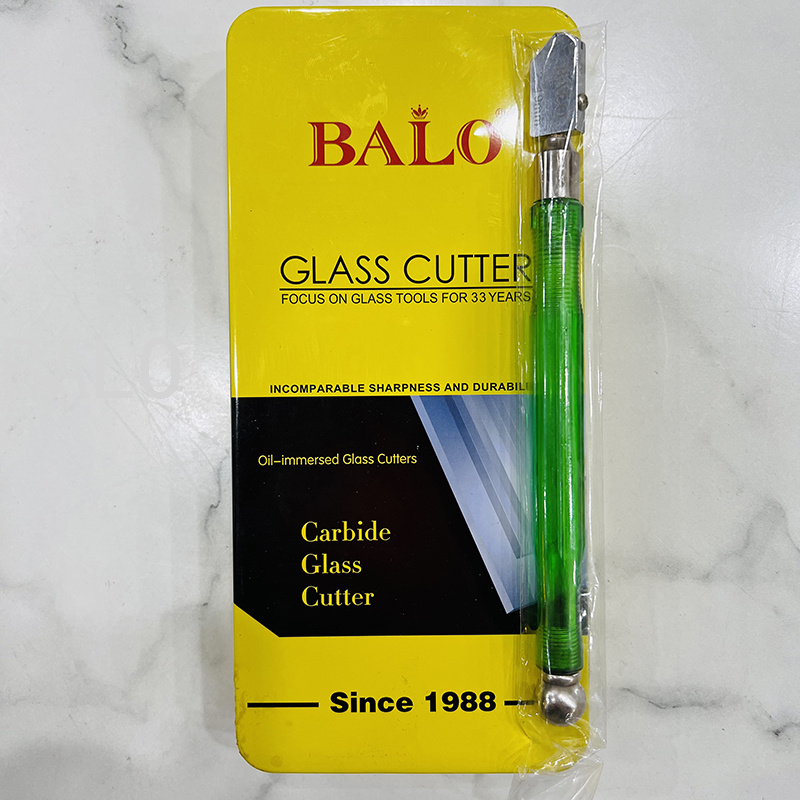 BALO
GLASS CUTTER
FOCUS ON GLASS TOOLS FOR 33 YEARS
INCOMPARABLE SHARPNESS AND DURABIL
Oil-immersed Glass Cutters
Carbide
Glass
Cutter
Since 1988